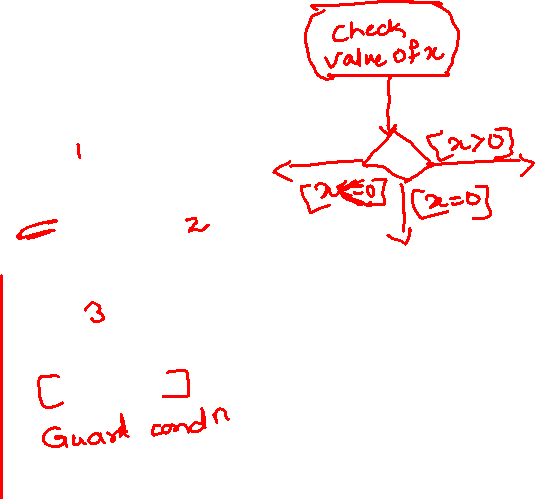 Check
value of x
1
[x>0]
[x<=0]
[x=0]
2
3
[ ]
Guard condn